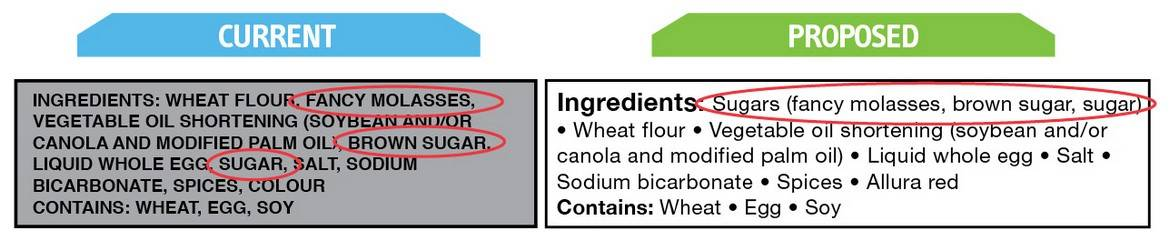 CURRENT
INGREDIENTS: WHEAT FLOUR, FANCY MOLASSES,
VEGETABLE OIL SHORTENING (SOYBEAN AND/OR
CANOLA AND MODIFIED PALM OIL), BROWN SUGAR,
LIQUID WHOLE EGG, SUGAR, SALT, SODIUM
BICARBONATE, SPICES, COLOUR
CONTAINS: WHEAT, EGG, SOY
PROPOSED
Ingredients: Sugars (fancy molasses, brown sugar, sugar)
• Wheat flour • Vegetable oil shortening (soybean and/or
canola and modified palm oil) • Liquid whole egg • Salt •
Sodium bicarbonate • Spices • Allura red
Contains: Wheat • Egg • Soy